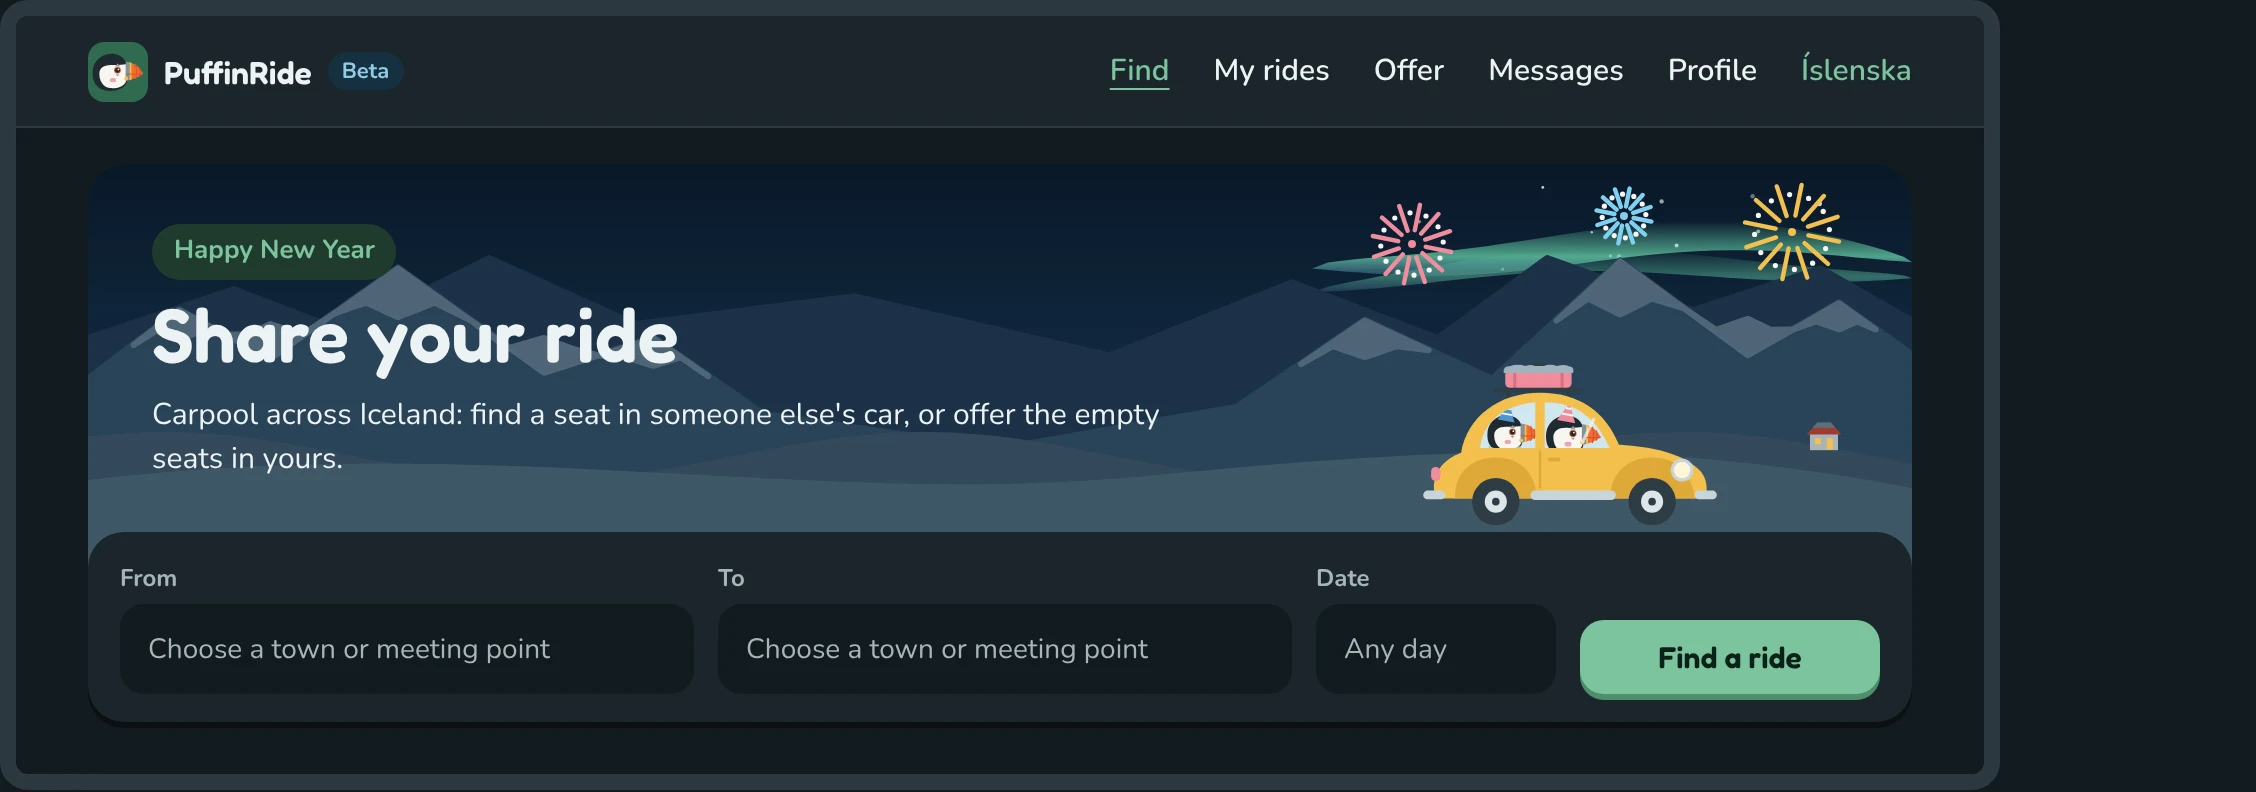 PuffinRide Beta Find My rides Offer Messages Profile Íslenska
Happy New Year
Share your ride
Carpool across Iceland: find a seat in someone else's car, or offer the empty
seats in yours.
From To Date
Choose a town or meeting point Choose a town or meeting point Any day Find a ride